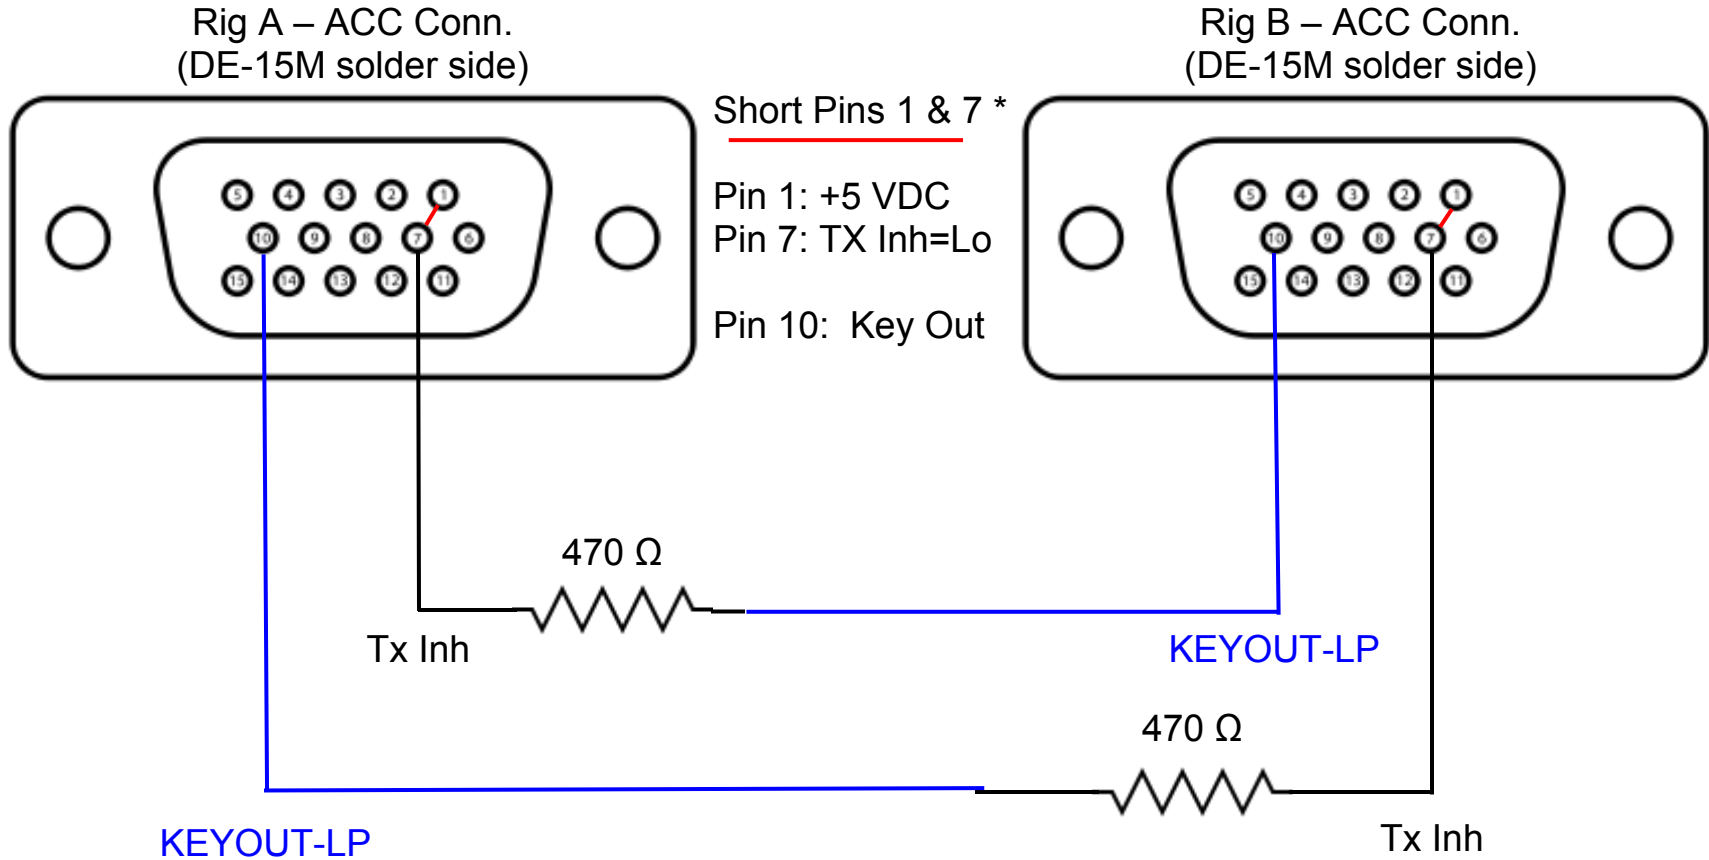 Rig A – ACC Conn.
(DE-15M solder side)
Rig B – ACC Conn.
(DE-15M solder side)
Short Pins 1 & 7 *
Pin 1: +5 VDC
Pin 7: TX Inh=Lo
Pin 10:  Key Out
5 4 3 2 1
10 9 8 7 6
15 14 13 12 11
5 4 3 2 1
10 9 8 7 6
15 14 13 12 11
470 Ω
Tx Inh
KEYOUT-LP
470 Ω
KEYOUT-LP
Tx Inh